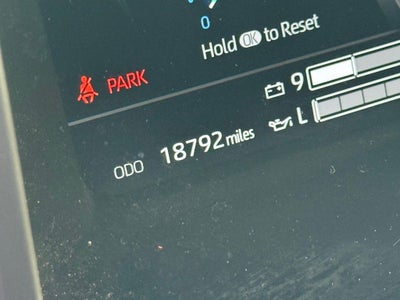 0
Hold OK to Reset
PARK
9
L
ODO 18792 miles